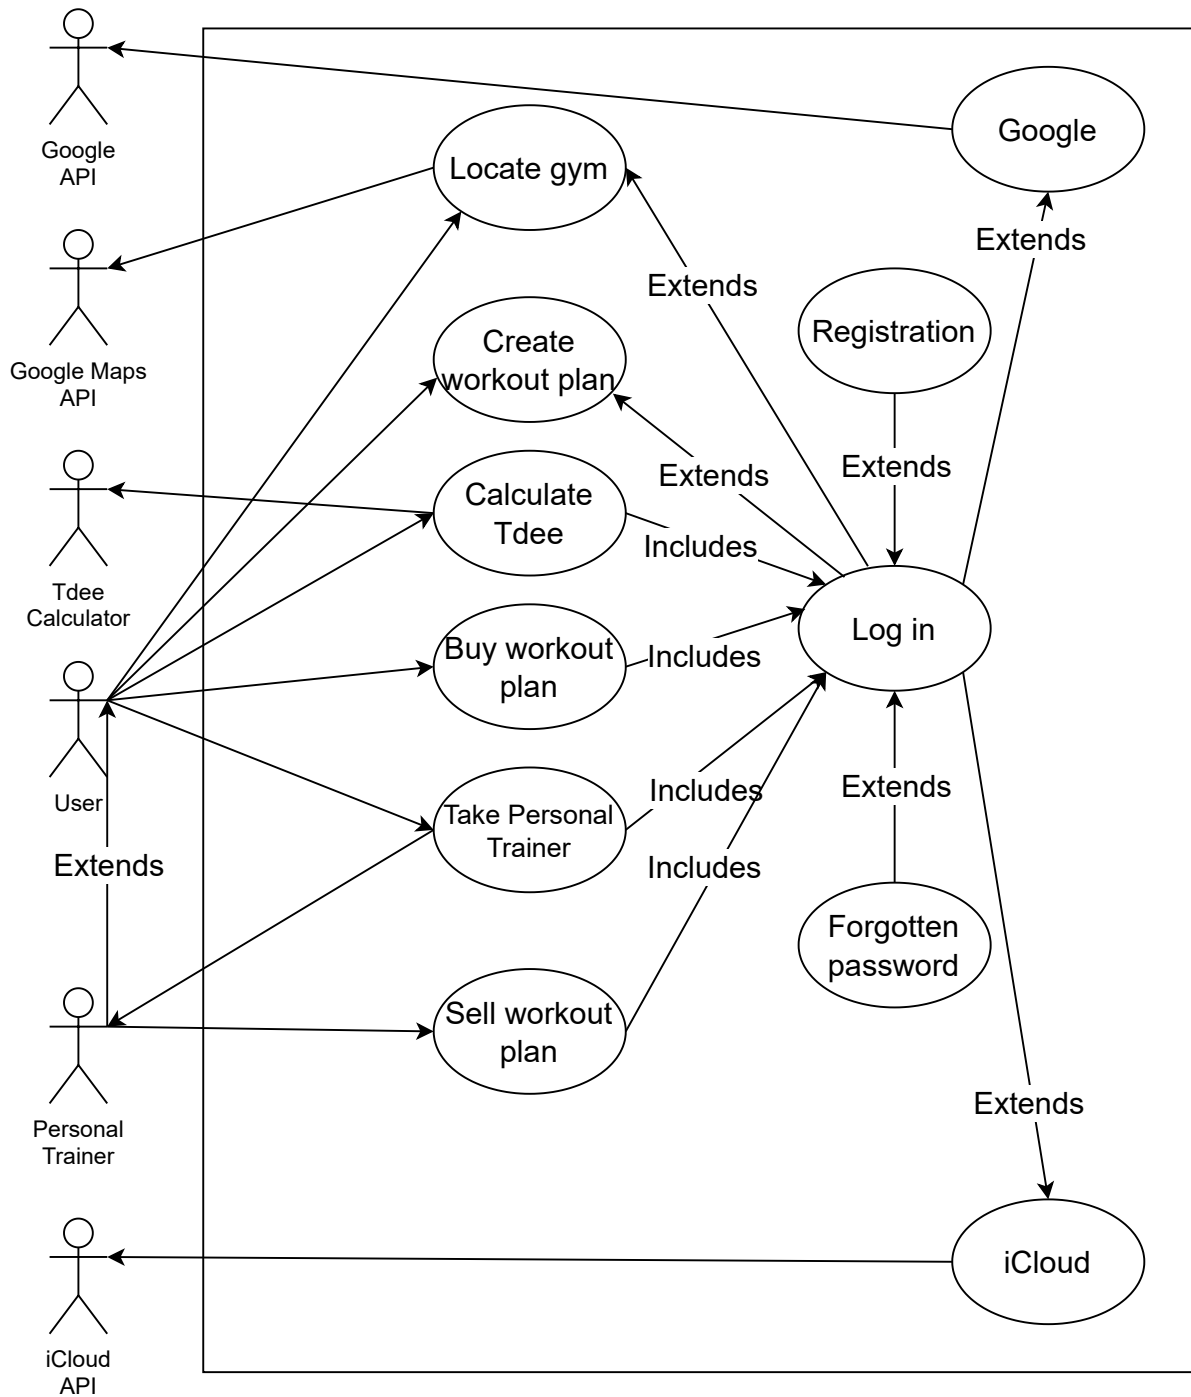 Google
API
Google
Locate gym
Extends
Extends
Registration
Create
workout plan
Google Maps
API
Extends
Extends
Calculate
Tdee
Includes
Tdee
Calculator
Log in
Buy workout
plan
Includes
User
Extends
Take Personal
Trainer
Includes
Extends
Includes
Forgotten
password
Sell workout
plan
Personal
Trainer
Extends
iCloud
iCloud
API